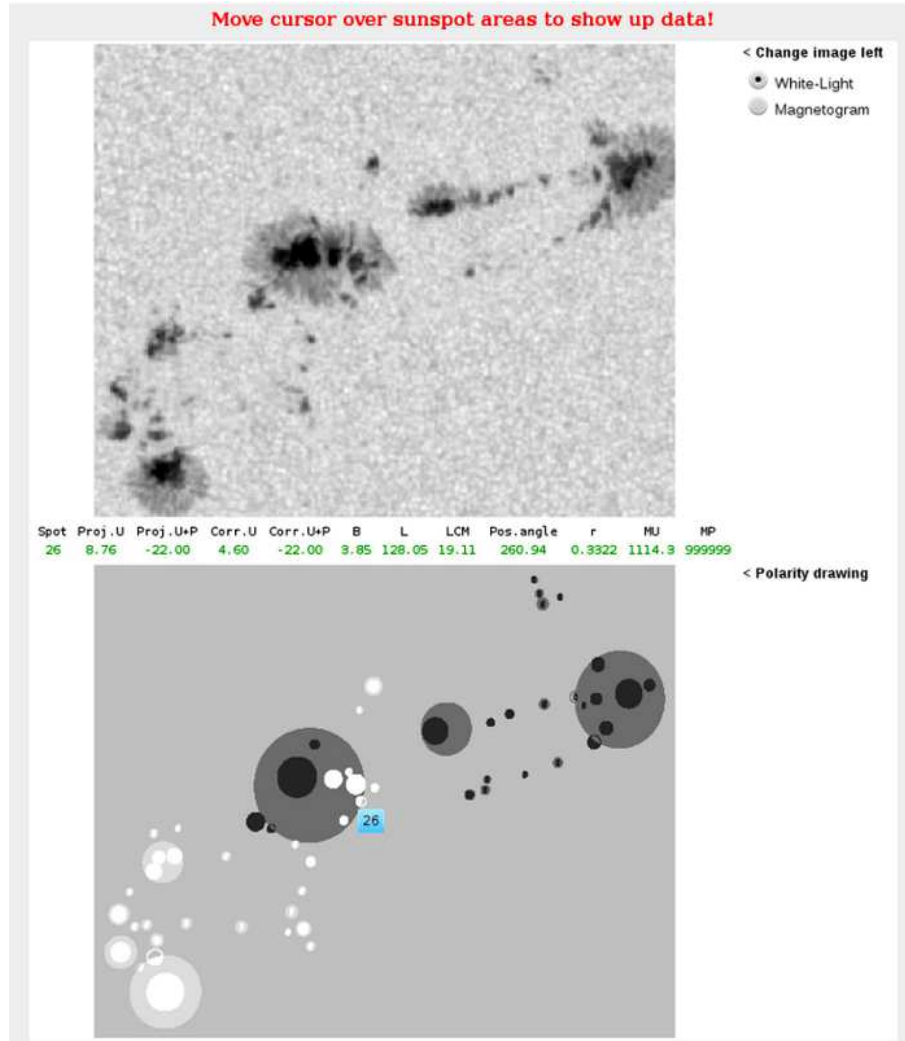 Move cursor over sunspot areas to show up data!
< Change image left
White-Light
Magnetogram
Spot Proj.U Proj.U+P Corr.U Corr.U+P B L LCM Pos.angle r MU MP
26 8.76 -22.00 4.60 -22.00 3.85 128.05 19.11 260.94 0.3322 1114.3 999999
< Polarity drawing
26